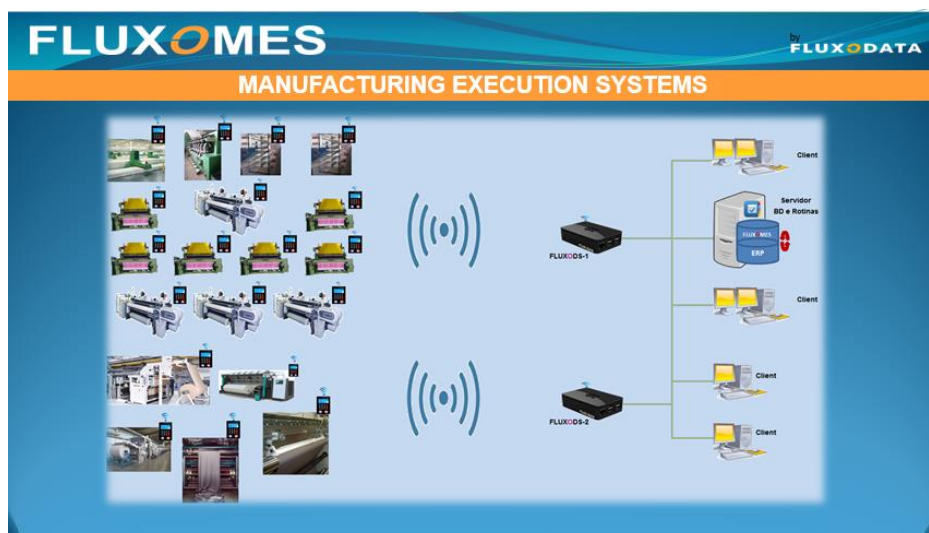 FLUXOMES
by
FLUXODATA
MANUFACTURING EXECUTION SYSTEMS
Client
Servidor
BD e Rotinas
FLUXOMES
ERP
FLUXODS-1
Client
Client
FLUXODS-2
Client